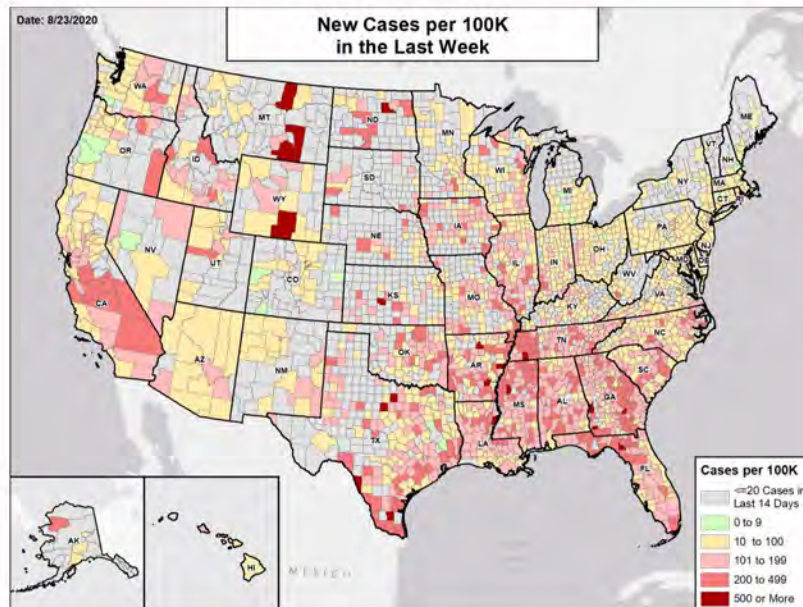 Date: 8/23/2020
New Cases per 100K
in the Last Week
WA
MT
ND
MN
ME
OR
ID
WY
SD
WI
MI
VT
NH
NY
MA
CT
RI
NV
UT
CO
NE
IA
IL
IN
OH
PA
NJ
MD
DE
CA
AZ
NM
KS
MO
KY
WV
VA
OK
AR
TN
NC
TX
LA
MS
AL
GA
SC
FL
AK
HI
MEXICO
Cases per 100K
<=20 Cases in
Last 14 Days
0 to 9
10 to 100
101 to 199
200 to 499
500 or More